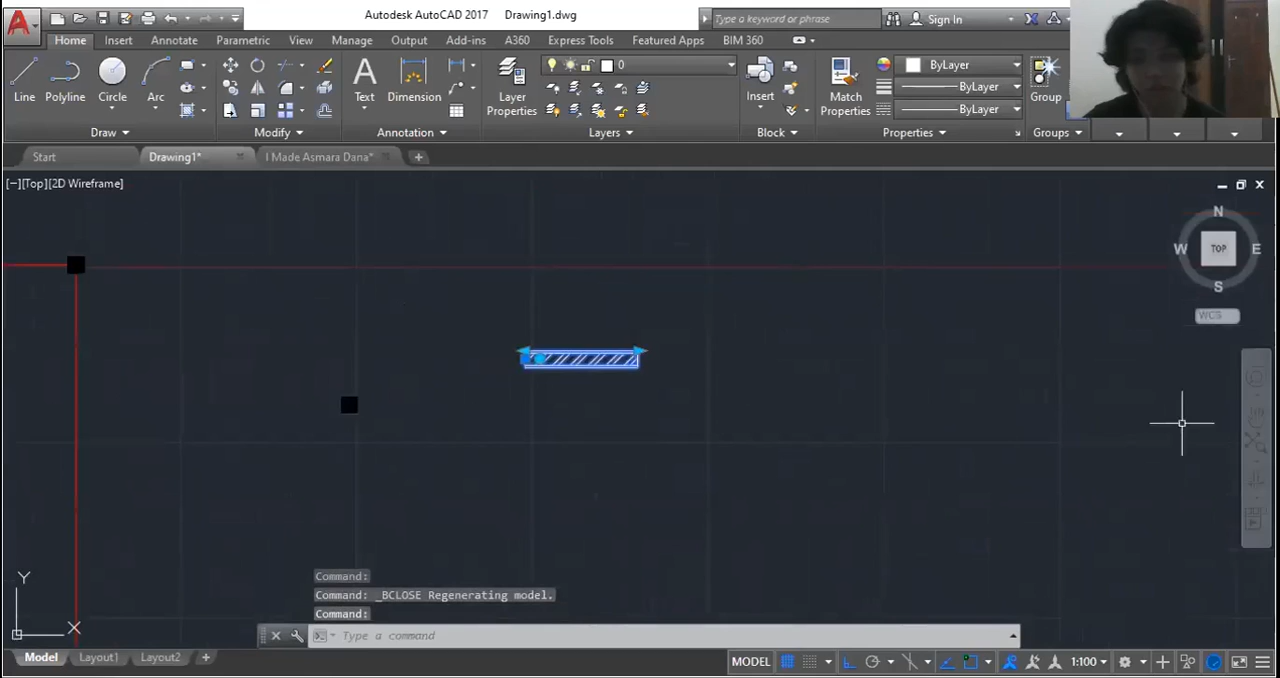 Autodesk AutoCAD 2017 Drawing1.dwg
Type a keyword or phrase
Sign In
Home Insert Annotate Parametric View Manage Output Add-ins A360 Express Tools Featured Apps BIM 360
0
ByLayer
ByLayer
ByLayer
Line Polyline Circle Arc Text Dimension Layer Properties Insert Match Properties Group
Draw Modify Annotation Layers Block Properties Groups
Start Drawing1* I Made Asmara Dana*
[−][Top][2D Wireframe]
N
W TOP E
S
WCS
Y
X
Command:
Command: _BCLOSE Regenerating model.
Command:
Type a command
Model Layout1 Layout2 +
MODEL 1:100